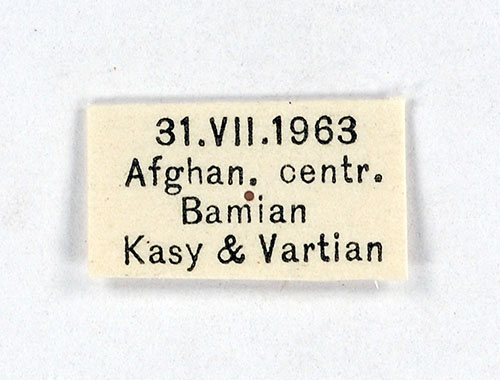 31.VII.1963
Afghan. centr.
Bamian
Kasy & Vartian